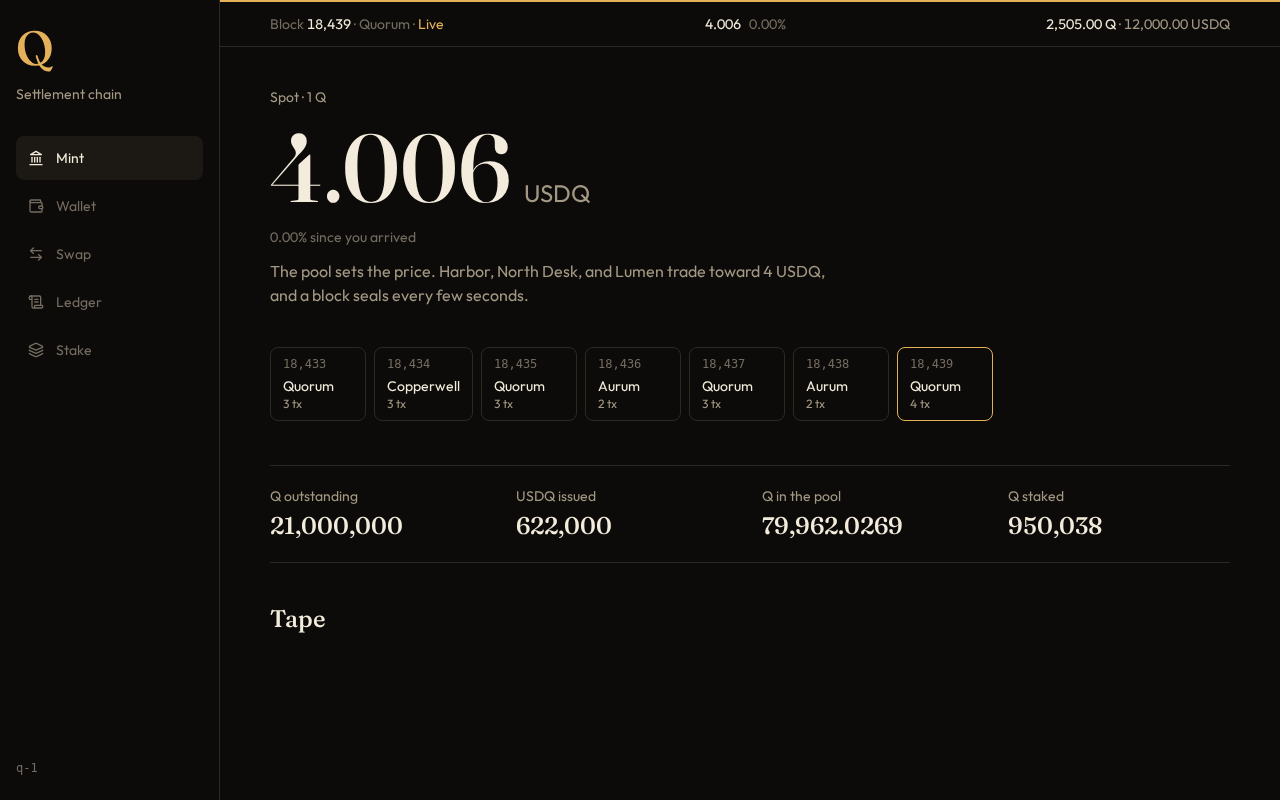 Q
Settlement chain
Mint
Wallet
Swap
Ledger
Stake
q-1
Block 18,439 · Quorum · Live
4.006 0.00%
2,505.00 Q · 12,000.00 USDQ
Spot · 1 Q
4.006 USDQ
0.00% since you arrived
The pool sets the price. Harbor, North Desk, and Lumen trade toward 4 USDQ,
and a block seals every few seconds.
18,433
Quorum
3 tx
18,434
Copperwell
3 tx
18,435
Quorum
3 tx
18,436
Aurum
2 tx
18,437
Quorum
3 tx
18,438
Aurum
2 tx
18,439
Quorum
4 tx
Q outstanding
21,000,000
USDQ issued
622,000
Q in the pool
79,962.0269
Q staked
950,038
Tape